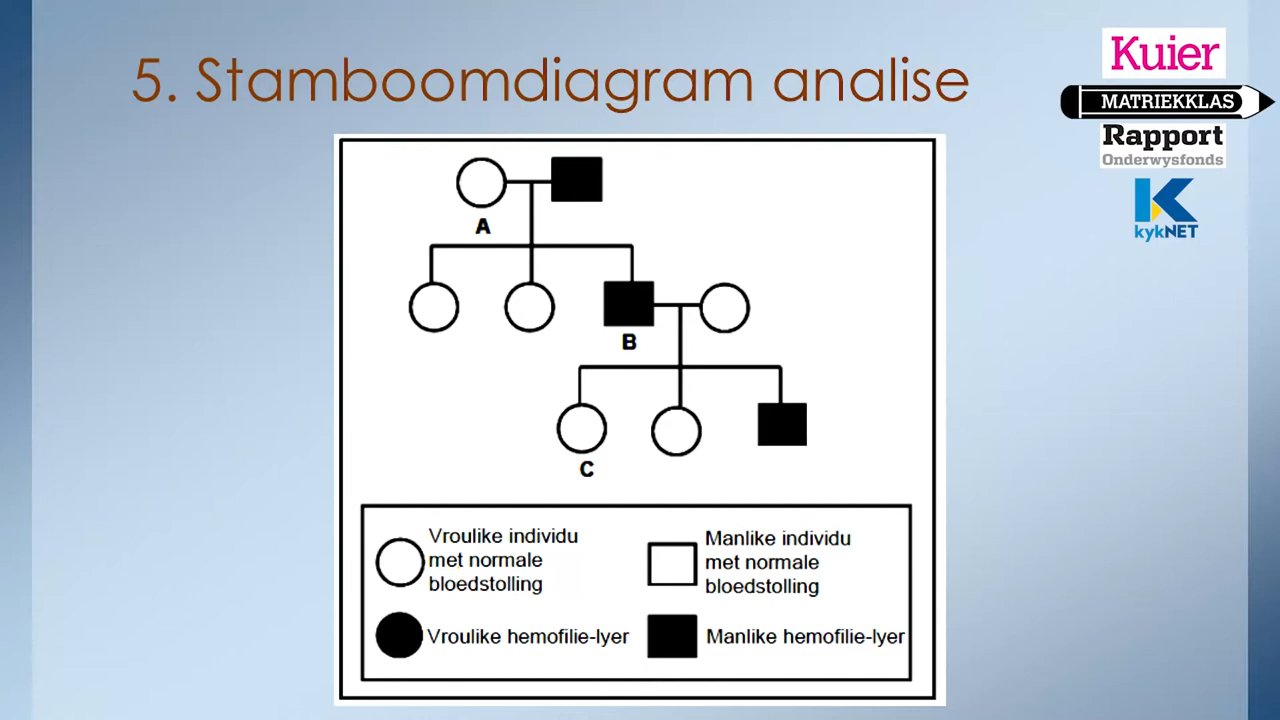 5. Stamboomdiagram analise
Kuier
MATRIEKKLAS
Rapport
Onderwysfonds
kykNET
A
B
C
Vroulike individu
met normale
bloedstolling
Manlike individu
met normale
bloedstolling
Vroulike hemofilie-lyer
Manlike hemofilie-lyer